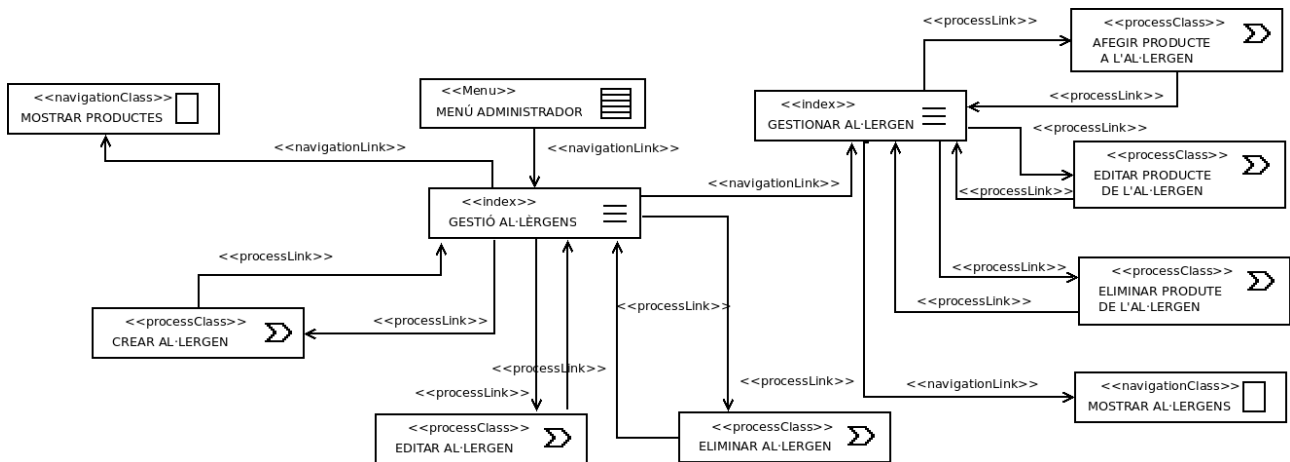 <<processLink>>
<<processClass>>
AFEGIR PRODUCTE
A L'AL·LERGEN
<<processLink>>
<<navigationClass>>
MOSTRAR PRODUCTES
<<Menu>>
MENÚ ADMINISTRADOR
<<index>>
GESTIONAR AL·LERGEN
<<processLink>>
<<navigationLink>>
<<navigationLink>>
<<processClass>>
EDITAR PRODUCTE
DE L'AL·LERGEN
<<processLink>>
<<navigationLink>>
<<index>>
GESTIÓ AL·LÈRGENS
<<processLink>>
<<processLink>>
<<processClass>>
ELIMINAR PRODUTE
DE L'AL·LERGEN
<<processLink>>
<<processLink>>
<<processClass>>
CREAR AL·LERGEN
<<processLink>>
<<processLink>>
<<processLink>>
<<processLink>>
<<navigationLink>>
<<navigationClass>>
MOSTRAR AL·LERGENS
<<processClass>>
EDITAR AL·LERGEN
<<processClass>>
ELIMINAR AL·LERGEN